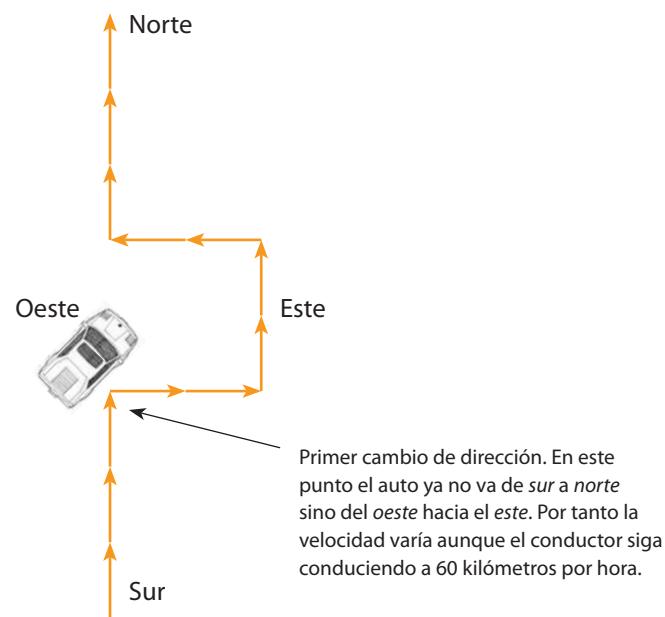 Norte
Oeste
Este
Primer cambio de dirección. En este
punto el auto ya no va de sur a norte
sino del oeste hacia el este. Por tanto la
velocidad varía aunque el conductor siga
conduciendo a 60 kilómetros por hora.
Sur